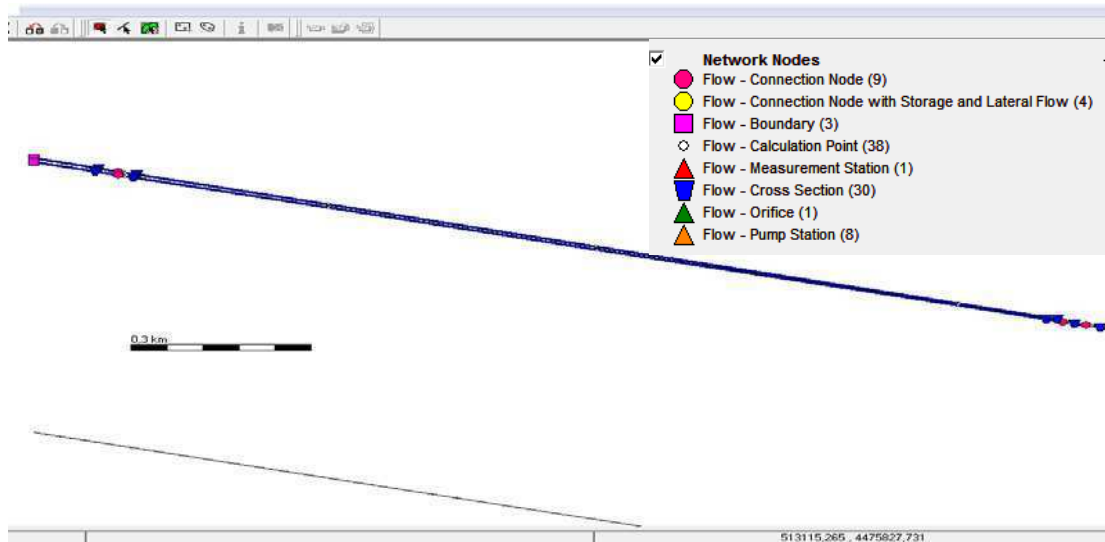 Network Nodes
Flow - Connection Node (9)
Flow - Connection Node with Storage and Lateral Flow (4)
Flow - Boundary (3)
Flow - Calculation Point (38)
Flow - Measurement Station (1)
Flow - Cross Section (30)
Flow - Orifice (1)
Flow - Pump Station (8)
0.3 km
513115,265 , 4475827,731